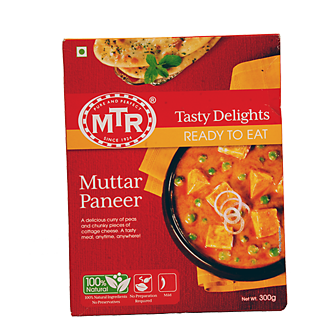 PURE AND PERFECT
MTR
SINCE 1924
Tasty Delights
READY TO EAT
Muttar
Paneer
A delicious curry of peas
and chunky pieces of
cottage cheese. A tasty
meal, anytime, anywhere!
100%
Natural
100% Natural Ingredients
No Preservatives
No Preparation
Required
Mild
Net Wt. 300g